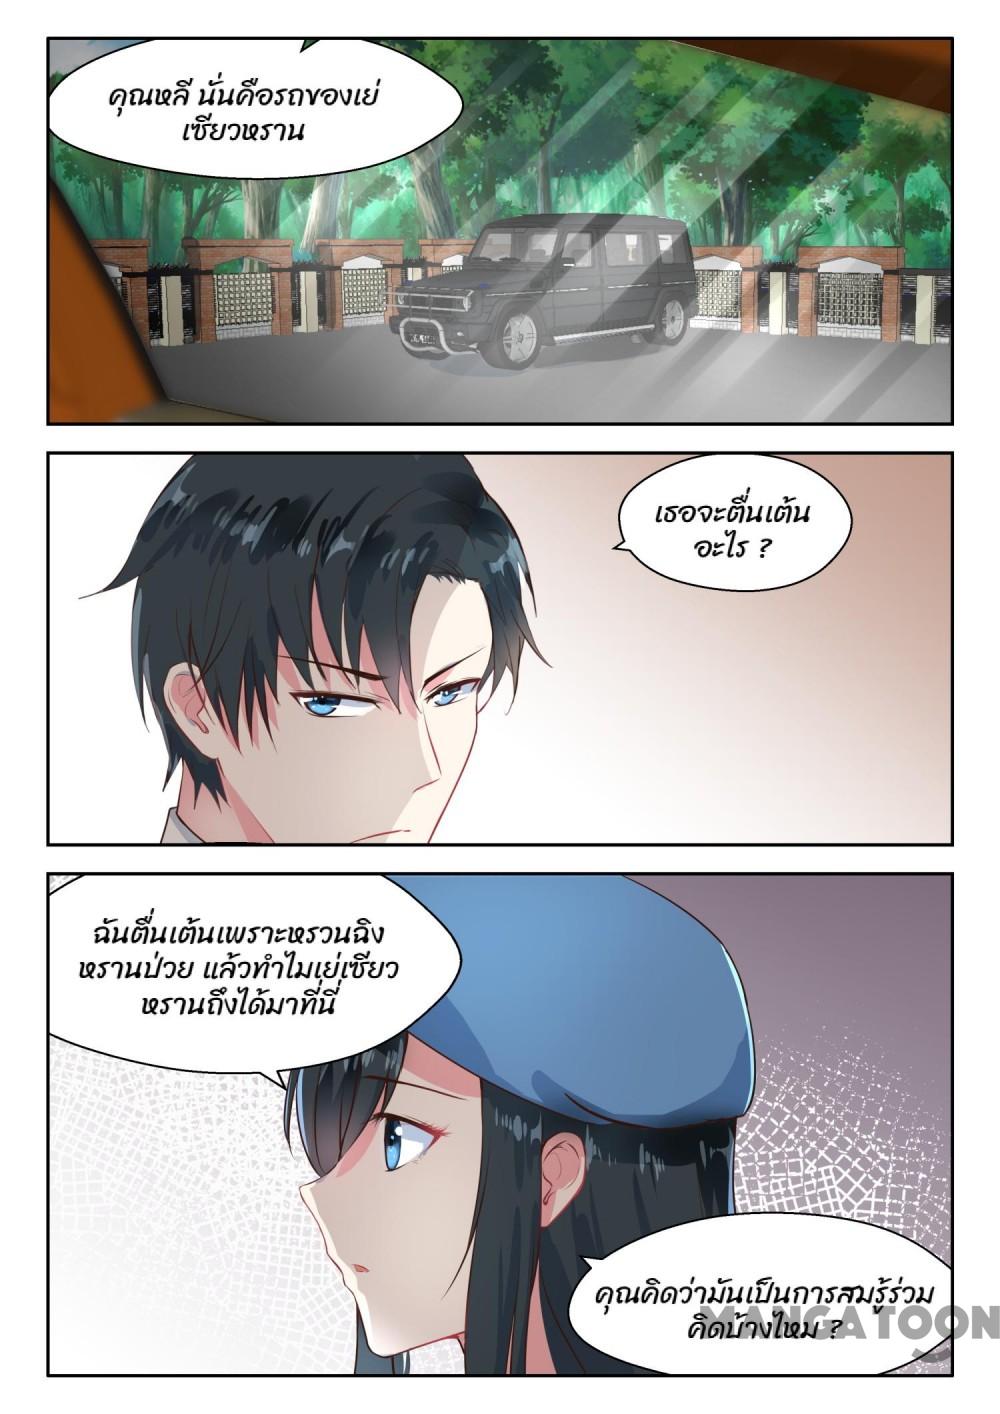 คุณหลี นั่นคือรถของเย่
เซียวหราน
เธอจะตื่นเต้น
อะไร ?
ฉันตื่นเต้นเพราะหรวนฉิง
หรานป่วย แล้วทำไมเย่เซียว
หรานถึงได้มาที่นี่
คุณคิดว่ามันเป็นการสมรู้ร่วม
คิดบ้างไหม ?
MANGATOON